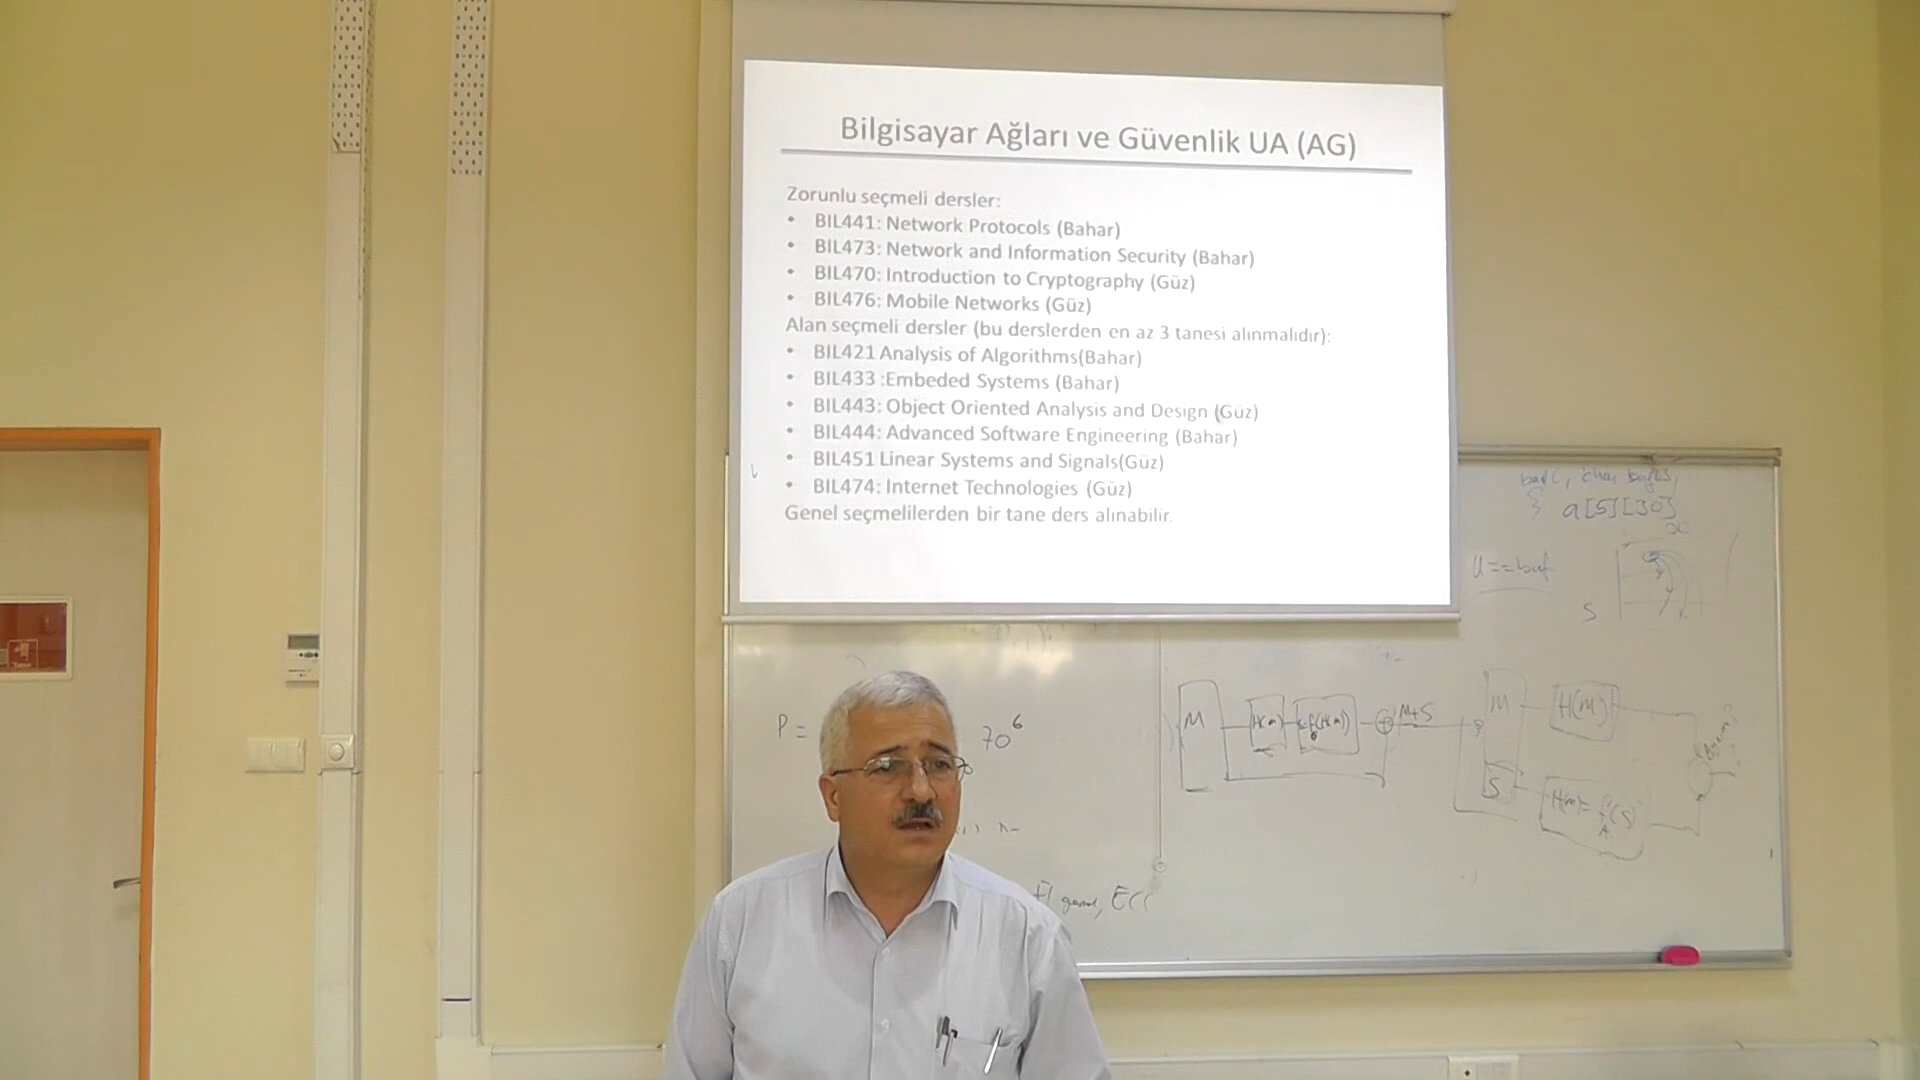 Bilgisayar Ağları ve Güvenlik UA (AG)
Zorunlu seçmeli dersler:
• BIL441: Network Protocols (Bahar)
• BIL473: Network and Information Security (Bahar)
• BIL470: Introduction to Cryptography (Güz)
• BIL476: Mobile Networks (Güz)
Alan seçmeli dersler (bu derslerden en az 3 tanesi alınmalıdır):
• BIL421 Analysis of Algorithms(Bahar)
• BIL433 :Embeded Systems (Bahar)
• BIL443: Object Oriented Analysis and Design (Güz)
• BIL444: Advanced Software Engineering (Bahar)
• BIL451 Linear Systems and Signals(Güz)
• BIL474: Internet Technologies (Güz)
Genel seçmelilerden bir tane ders alınabilir.
a[5][30]
30
U==buf
5
P =
70⁶
M
H(m)
M+S
M
H(m)
S
ECC